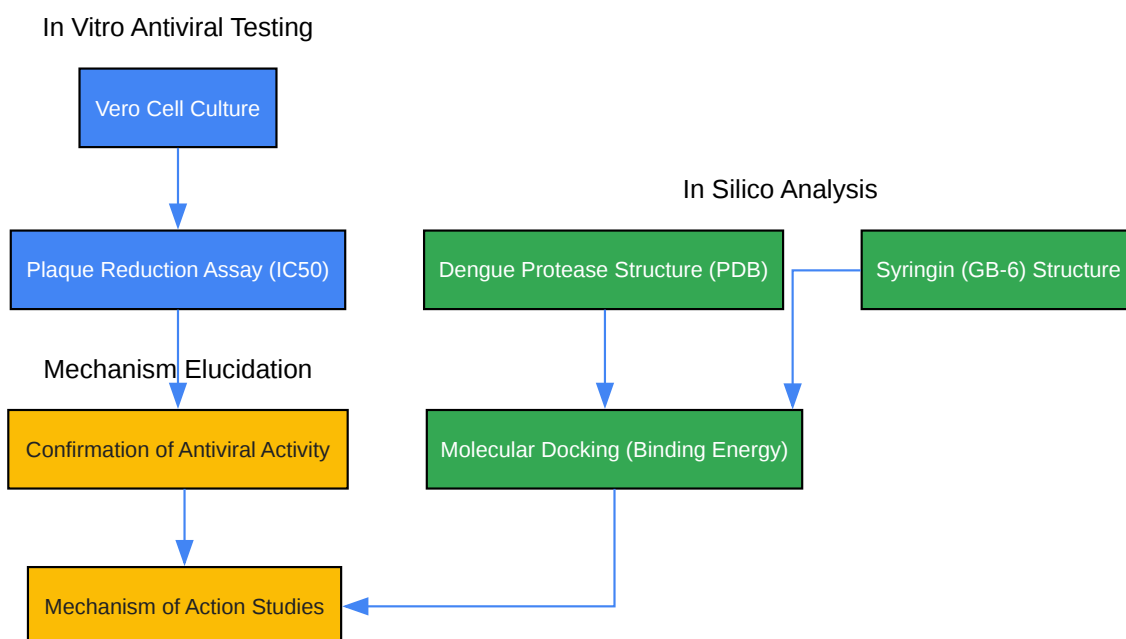 In Vitro Antiviral Testing
Vero Cell Culture
In Silico Analysis
Plaque Reduction Assay (IC50)
Dengue Protease Structure (PDB)
Syringin (GB-6) Structure
Mechanism Elucidation
Confirmation of Antiviral Activity
Molecular Docking (Binding Energy)
Mechanism of Action Studies